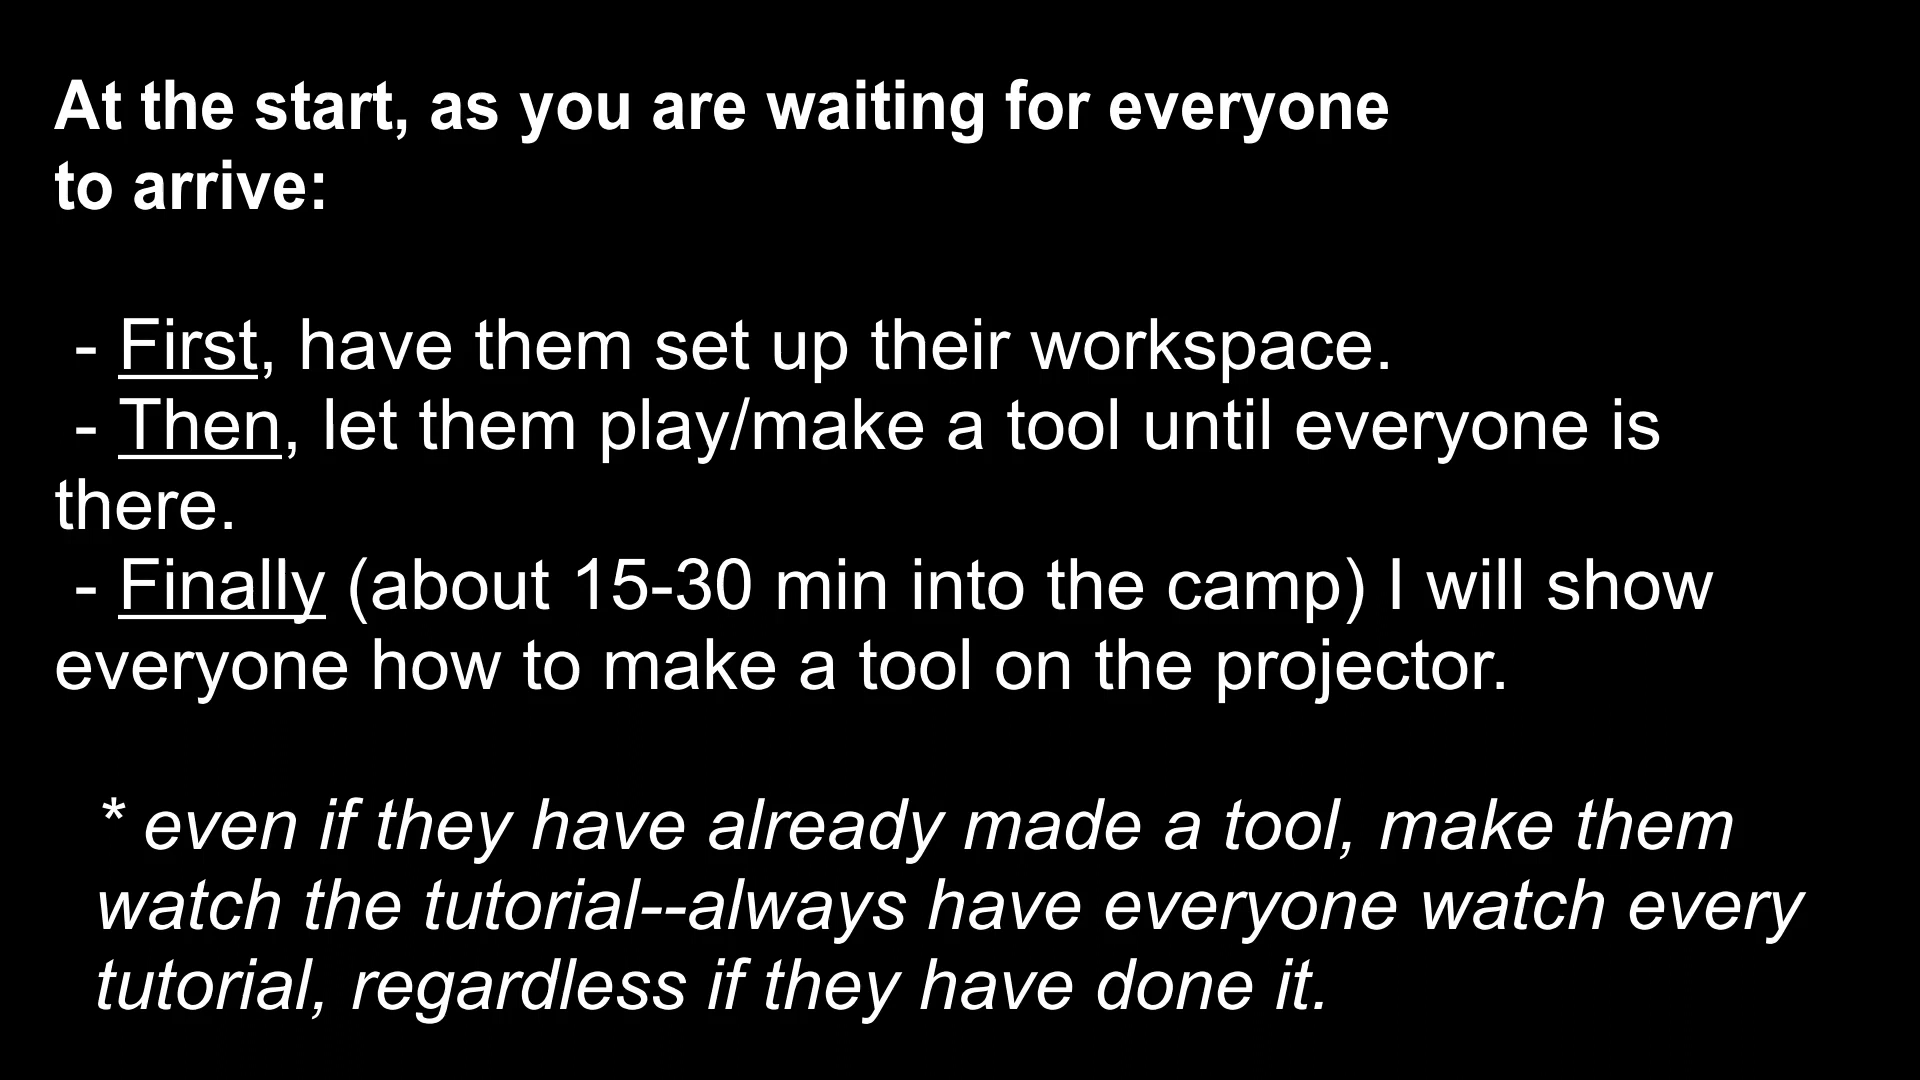 At the start, as you are waiting for everyone
to arrive:
- First, have them set up their workspace.
- Then, let them play/make a tool until everyone is
there.
- Finally (about 15-30 min into the camp) I will show
everyone how to make a tool on the projector.
* even if they have already made a tool, make them
watch the tutorial--always have everyone watch every
tutorial, regardless if they have done it.